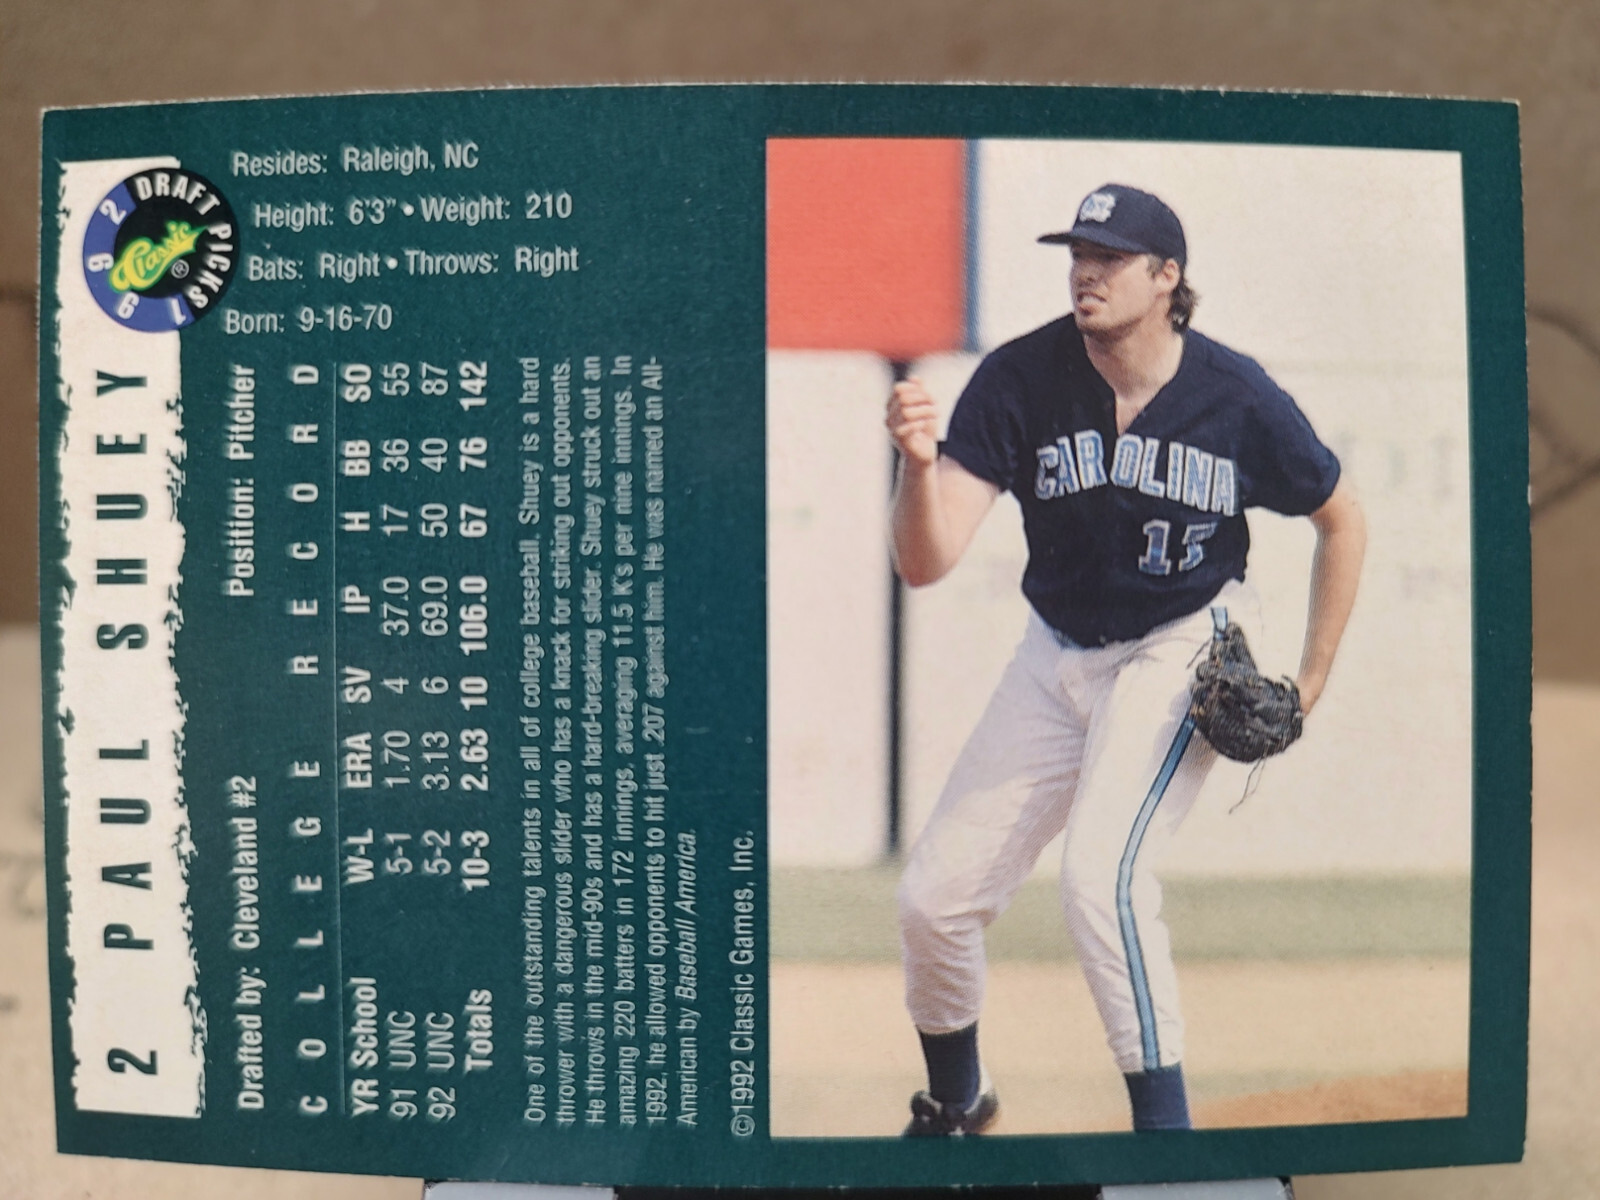 2 PAUL SHUEY
1992 DRAFT PICKS
Classic®
Resides: Raleigh, NC
Height: 6'3" • Weight: 210
Bats: Right • Throws: Right
Born: 9-16-70
Drafted by: Cleveland #2 Position: Pitcher
COLLEGE RECORD
YR School W-L ERA SV IP H BB SO
91 UNC 5-1 1.70 4 37.0 17 36 55
92 UNC 5-2 3.13 6 69.0 50 40 87
Totals 10-3 2.63 10 106.0 67 76 142
One of the outstanding talents in all of college baseball, Shuey is a hard
thrower with a dangerous slider who has a knack for striking out opponents.
He throws in the mid-90s and has a hard-breaking slider. Shuey struck out an
amazing 220 batters in 172 innings, averaging 11.5 K's per nine innings. In
1992, he allowed opponents to hit just .207 against him. He was named an All-
American by Baseball America.
©1992 Classic Games, Inc.
NC
CAROLINA
15